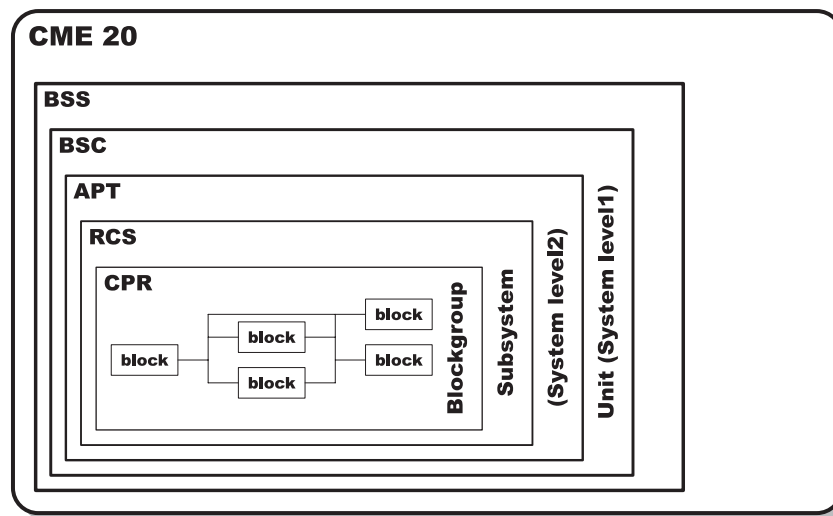 CME 20
BSS
BSC
APT
RCS
CPR
block
block
block
block
block
Blockgroup
Subsystem
(System level2)
Unit (System level1)